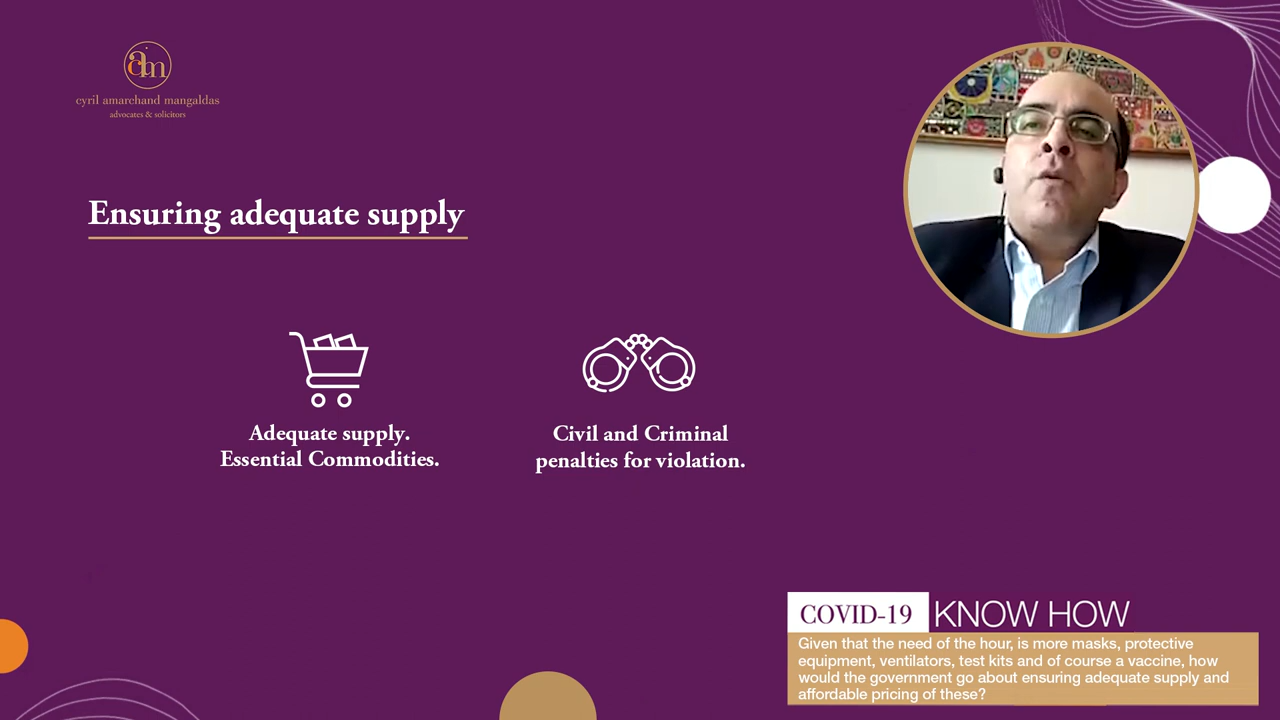 am
cyril amarchand mangaldas
advocates & solicitors
Ensuring adequate supply
Adequate supply.
Essential Commodities.
Civil and Criminal
penalties for violation.
COVID-19 KNOW HOW
Given that the need of the hour, is more masks, protective
equipment, ventilators, test kits and of course a vaccine, how
would the government go about ensuring adequate supply and
affordable pricing of these?